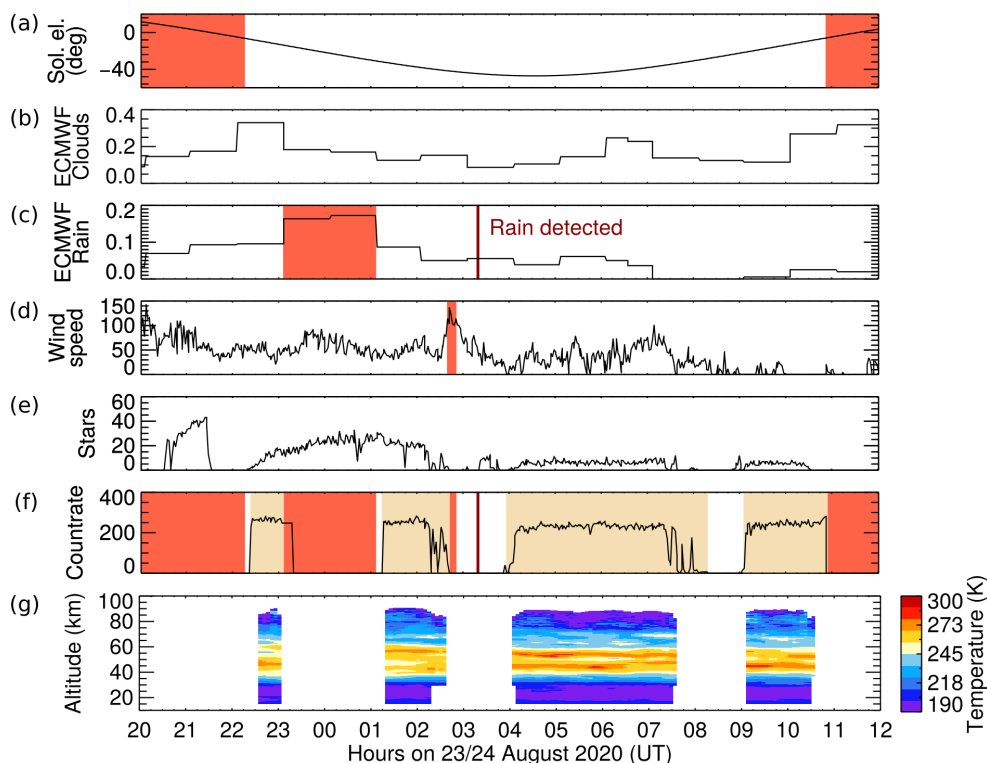 (a)
Sol. el.
(deg)
0
−40
(b)
ECMWF
Clouds
0.4
0.2
0.0
(c)
ECMWF
Rain
0.2
0.1
0.0
Rain detected
(d)
Wind
speed
150
100
50
0
(e)
Stars
60
40
20
0
(f)
Countrate
400
200
0
(g)
Altitude (km)
100
80
60
40
20
20 21 22 23 00 01 02 03 04 05 06 07 08 09 10 11 12
Hours on 23/24 August 2020 (UT)
300
273
245
218
190
Temperature (K)